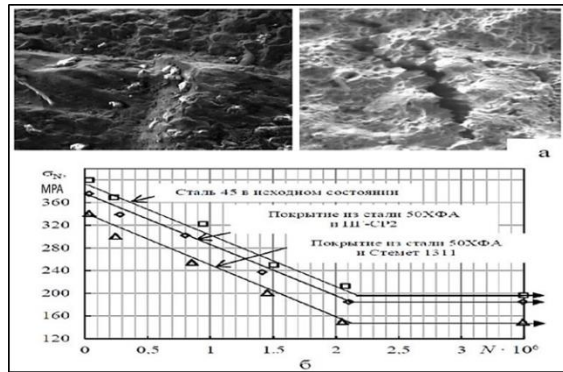 а
σN,
МРА
360
320
280
240
200
160
120
Сталь 45 в исходном состоянии
Покрытие из стали 50ХФА
и ПГ-СР2
Покрытие из стали 50ХФА
и Стемет 1311
0 0.5 1 1.5 2 2.5 3 N · 10⁶
б